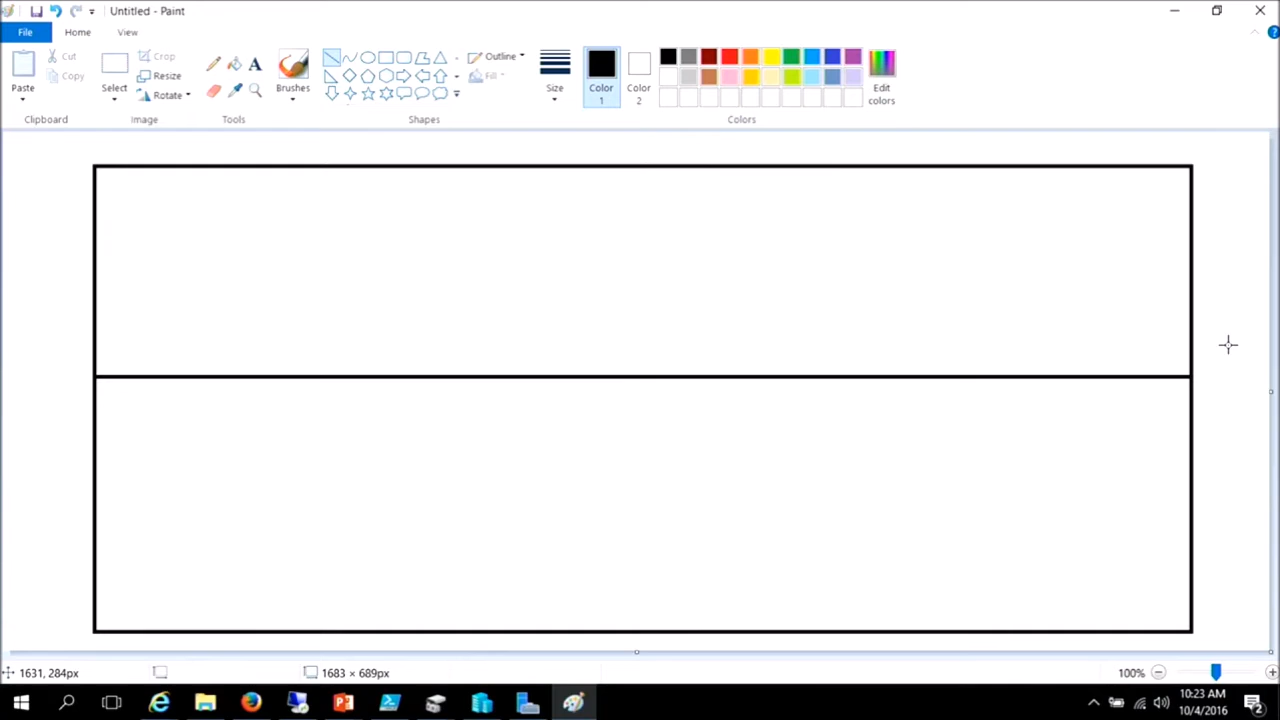 Untitled - Paint
File Home View
Paste Cut Copy Select Crop Resize Rotate Brushes Outline Fill Size Color 1 Color 2 Edit colors
Clipboard Image Tools Shapes Colors
1631, 284px 1683 × 689px 100%
10:23 AM
10/4/2016
2